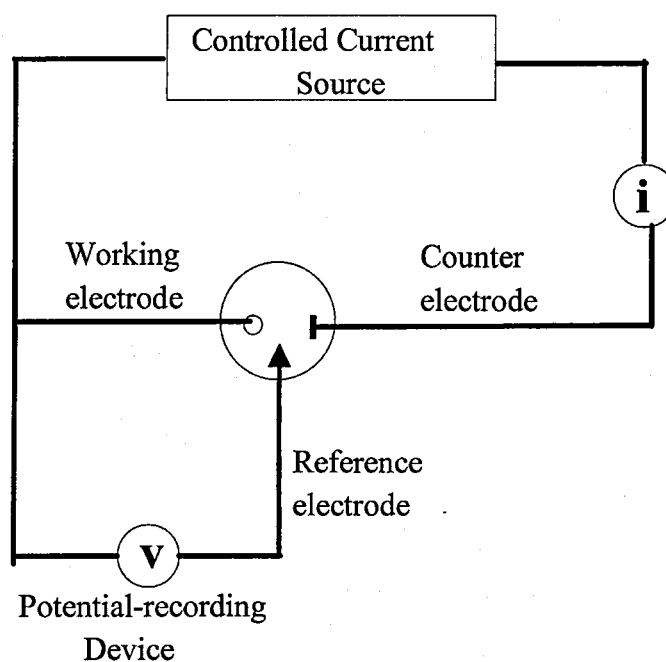 Controlled Current
Source
i
Working
electrode
Counter
electrode
Reference
electrode
v
Potential-recording
Device